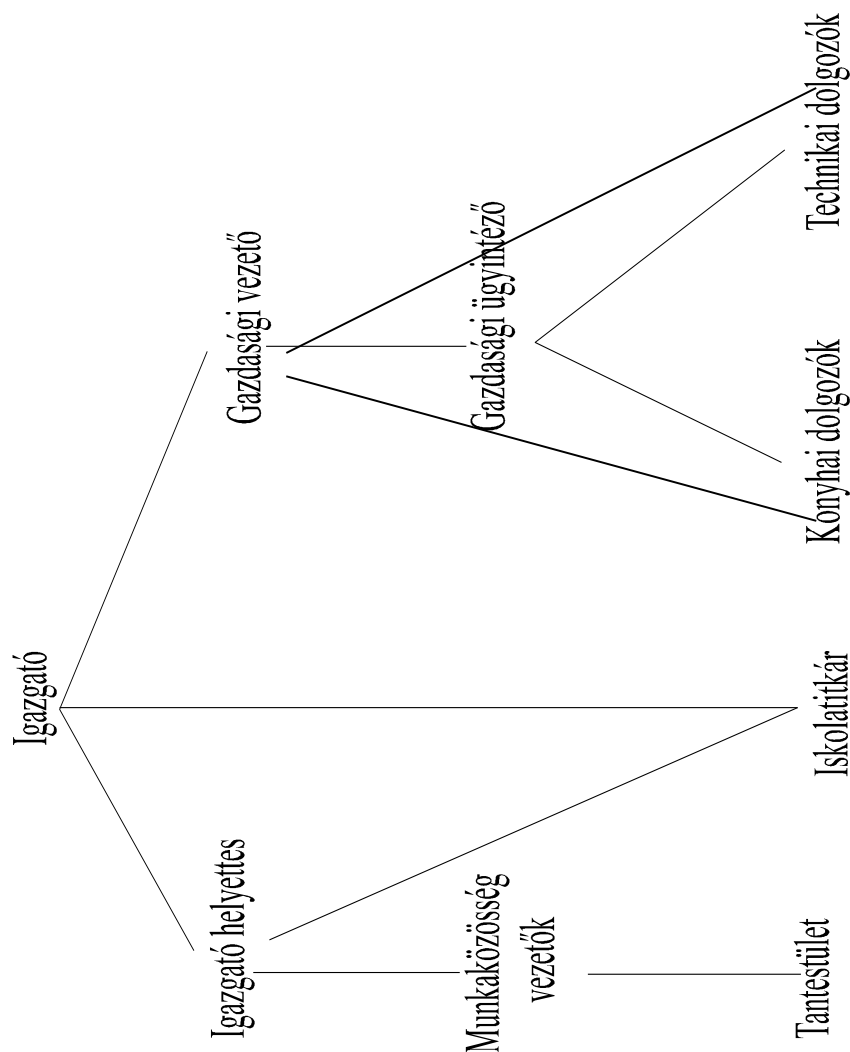 Igazgató
Igazgató helyettes
Gazdasági vezető
Munkaközösség
vezetők
Gazdasági ügyintéző
Tantestület
Iskolatitkár
Konyhai dolgozók
Technikai dolgozók